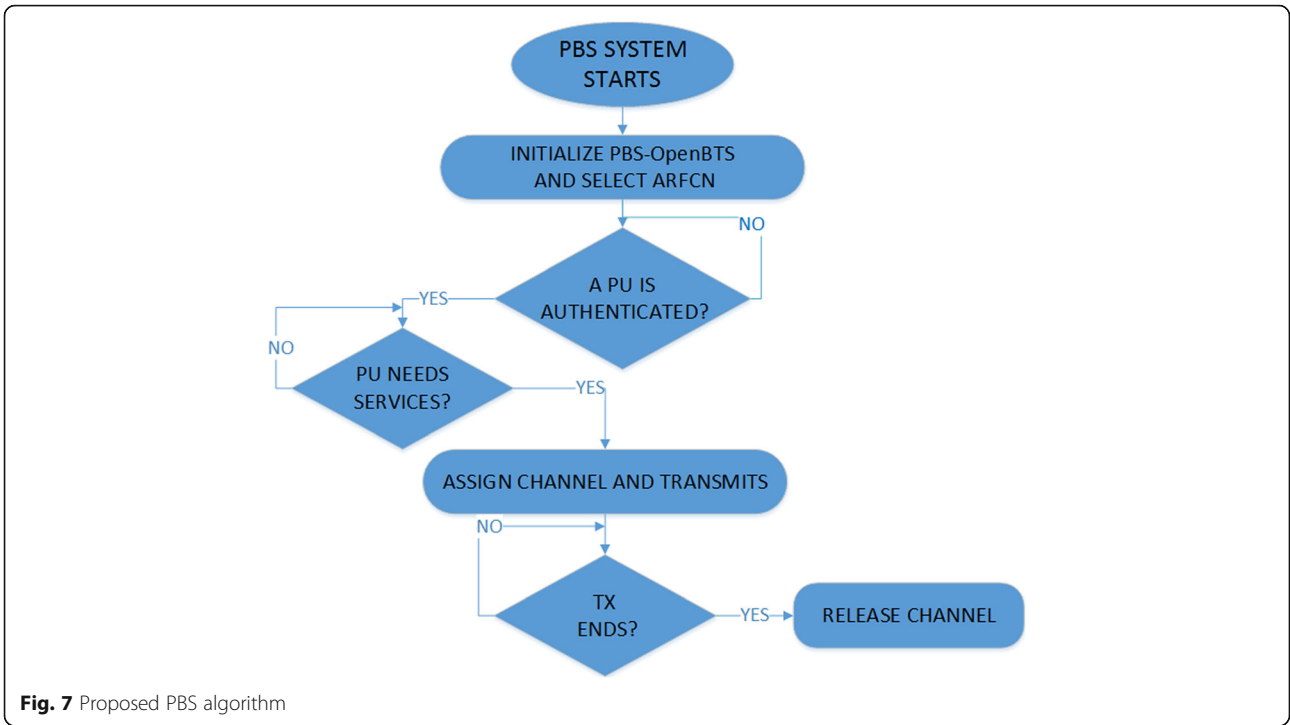 PBS SYSTEM
STARTS
INITIALIZE PBS-OpenBTS
AND SELECT ARFCN
NO
A PU IS
AUTHENTICATED?
YES
NO
PU NEEDS
SERVICES?
YES
ASSIGN CHANNEL AND TRANSMITS
NO
TX
ENDS?
YES
RELEASE CHANNEL
Fig. 7 Proposed PBS algorithm